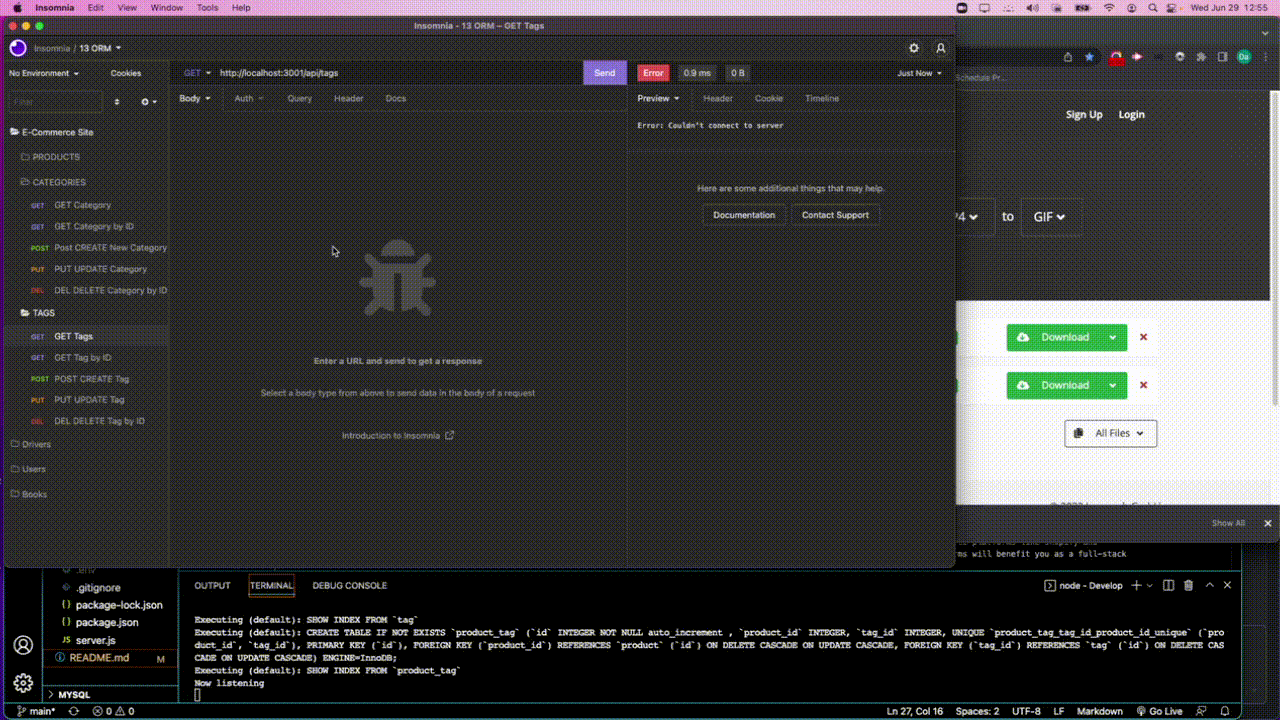 Insomnia Edit View Window Tools Help
Wed Jun 29 12:55
Insomnia - 13 ORM – GET Tags
Insomnia / 13 ORM
No Environment
Cookies
GET http://localhost:3001/api/tags
Send
Error
0.9 ms
0 B
Just Now
Filter
Body Auth Query Header Docs
Preview Header Cookie Timeline
Error: Couldn't connect to server
E-Commerce Site
PRODUCTS
CATEGORIES
GET GET Category
GET GET Category by ID
POST Post CREATE New Category
PUT PUT UPDATE Category
DEL DEL DELETE Category by ID
TAGS
GET GET Tags
GET GET Tag by ID
POST POST CREATE Tag
PUT PUT UPDATE Tag
DEL DEL DELETE Tag by ID
Drivers
Users
Books
Enter a URL and send to get a response
Select a body type from above to send data in the body of a request
Introduction to Insomnia
Here are some additional things that may help.
Documentation
Contact Support
Da
Schedule Pr...
Sign Up Login
to GIF
Download
Download
All Files
Show All
will benefit you as a full-stack
.env
.gitignore
package-lock.json
package.json
JS server.js
README.md M
MYSQL
OUTPUT TERMINAL DEBUG CONSOLE
node - Develop
Executing (default): SHOW INDEX FROM `tag`
Executing (default): CREATE TABLE IF NOT EXISTS `product_tag` (`id` INTEGER NOT NULL auto_increment , `product_id` INTEGER, `tag_id` INTEGER, UNIQUE `product_tag_tag_id_product_id_unique` (`pro
duct_id`, `tag_id`), PRIMARY KEY (`id`), FOREIGN KEY (`product_id`) REFERENCES `product` (`id`) ON DELETE CASCADE ON UPDATE CASCADE, FOREIGN KEY (`tag_id`) REFERENCES `tag` (`id`) ON DELETE CAS
CADE ON UPDATE CASCADE) ENGINE=InnoDB;
Executing (default): SHOW INDEX FROM `product_tag`
Now listening
main* 0 0
Ln 27, Col 16 Spaces: 2 UTF-8 LF Markdown Go Live